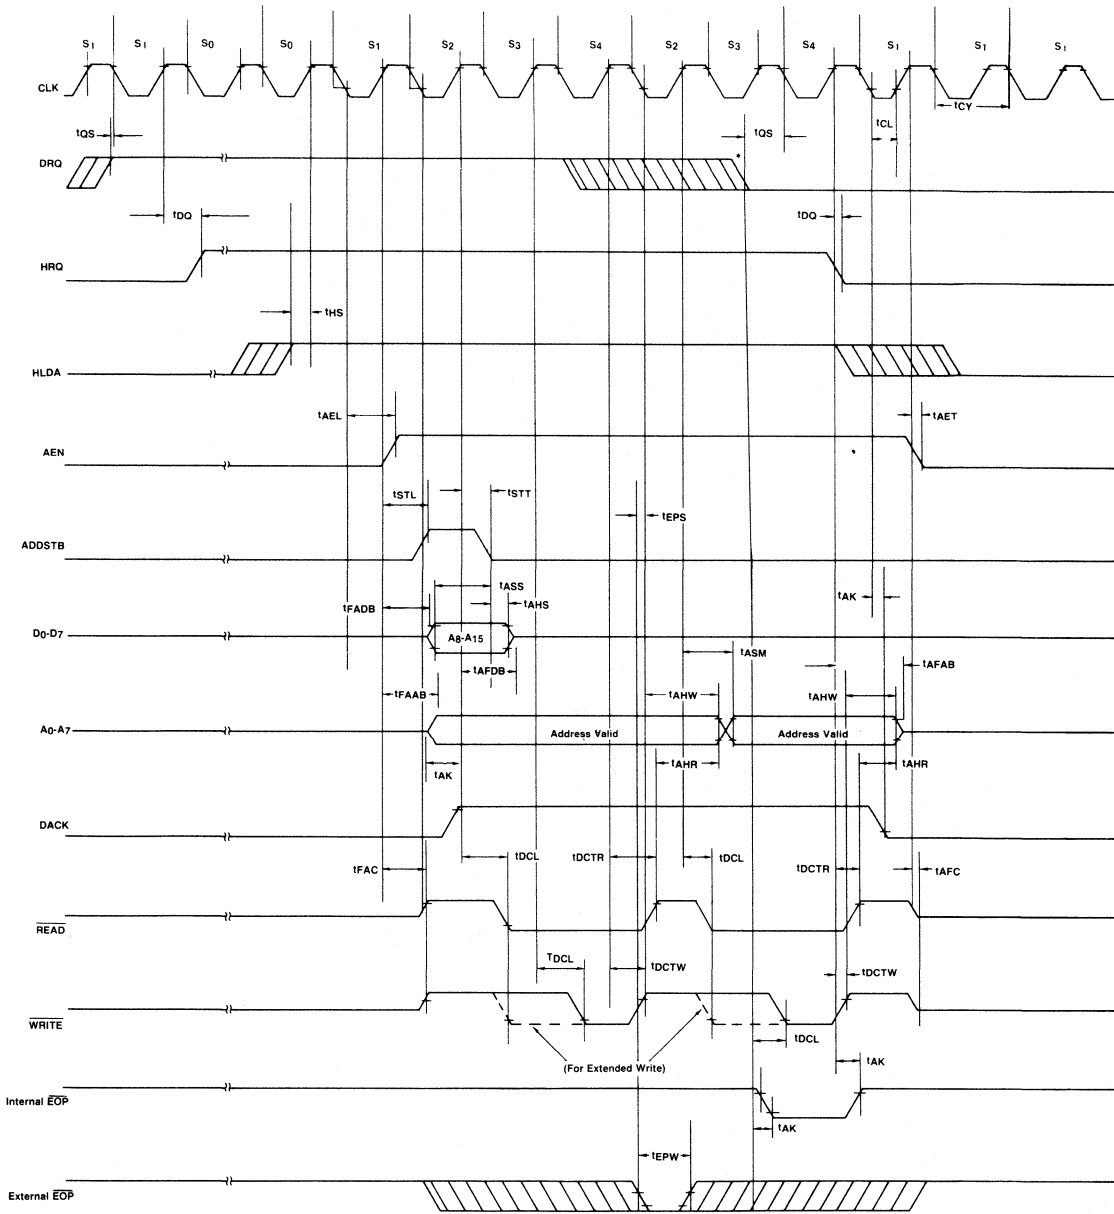 SI SI S0 S0 S1 S2 S3 S4 S2 S3 S4 S1 S1 S1
CLK
tCL
tCY
tQS
tQS
DRQ
tDQ
tDQ
HRQ
tHS
HLDA
tAEL
tAET
AEN
tSTL
tSTT
tEPS
ADDSTB
tASS
tAK
tFADB
tAHS
D0-D7
A8-A15
tASM
tAFDB
tAFAB
tFAAB
tAHW
tAHW
A0-A7
Address Valid
Address Valid
tAK
tAHR
tAHR
DACK
tFAC
tDCL
tDCTR
tDCL
tDCTR
tAFC
READ
TDCL
tDCTW
tDCTW
WRITE
tDCL
(For Extended Write)
tAK
Internal EOP
tAK
tEPW
External EOP